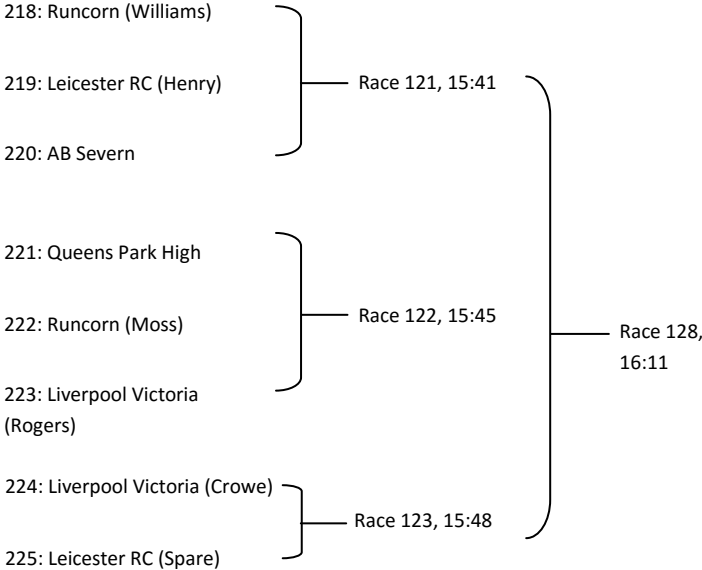 218: Runcorn (Williams)
219: Leicester RC (Henry)
Race 121, 15:41
220: AB Severn
221: Queens Park High
222: Runcorn (Moss)
Race 122, 15:45
223: Liverpool Victoria
(Rogers)
224: Liverpool Victoria (Crowe)
225: Leicester RC (Spare)
Race 123, 15:48
Race 128,
16:11